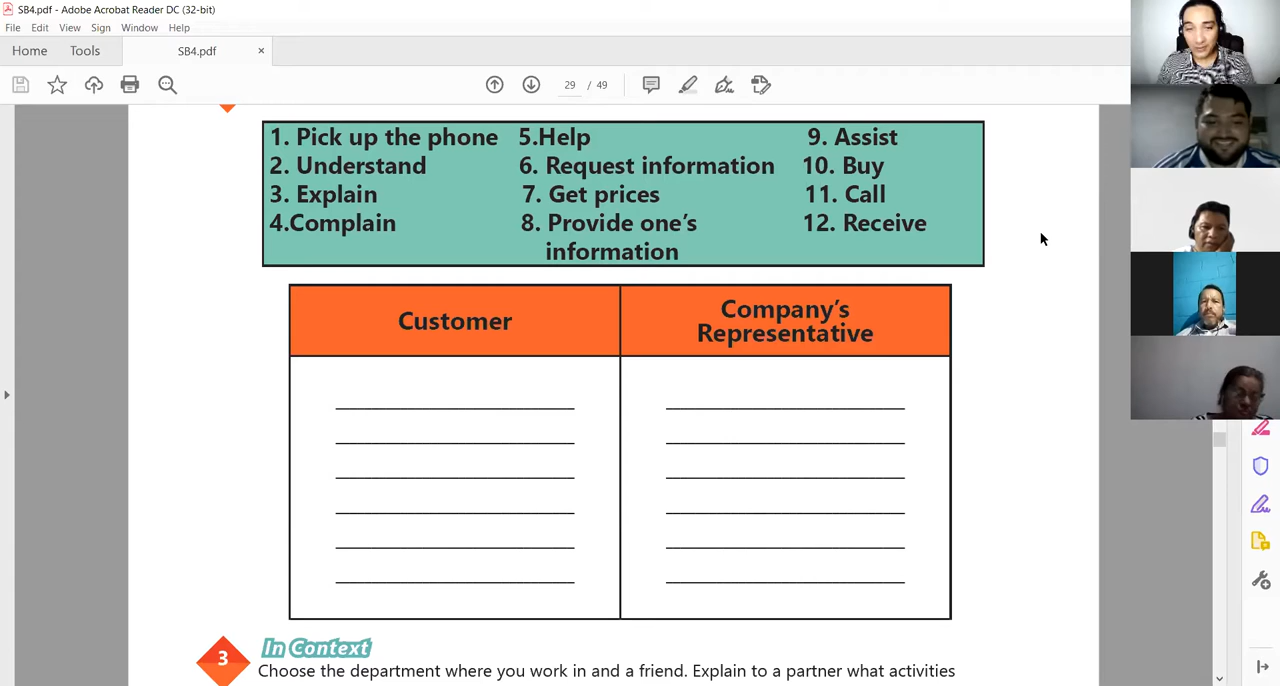 SB4.pdf - Adobe Acrobat Reader DC (32-bit)
File Edit View Sign Window Help
Home Tools SB4.pdf ×
29 / 49
1. Pick up the phone 5.Help 9. Assist
2. Understand 6. Request information 10. Buy
3. Explain 7. Get prices 11. Call
4.Complain 8. Provide one's 12. Receive
information
Customer Company's
Representative
3 In Context
Choose the department where you work in and a friend. Explain to a partner what activities